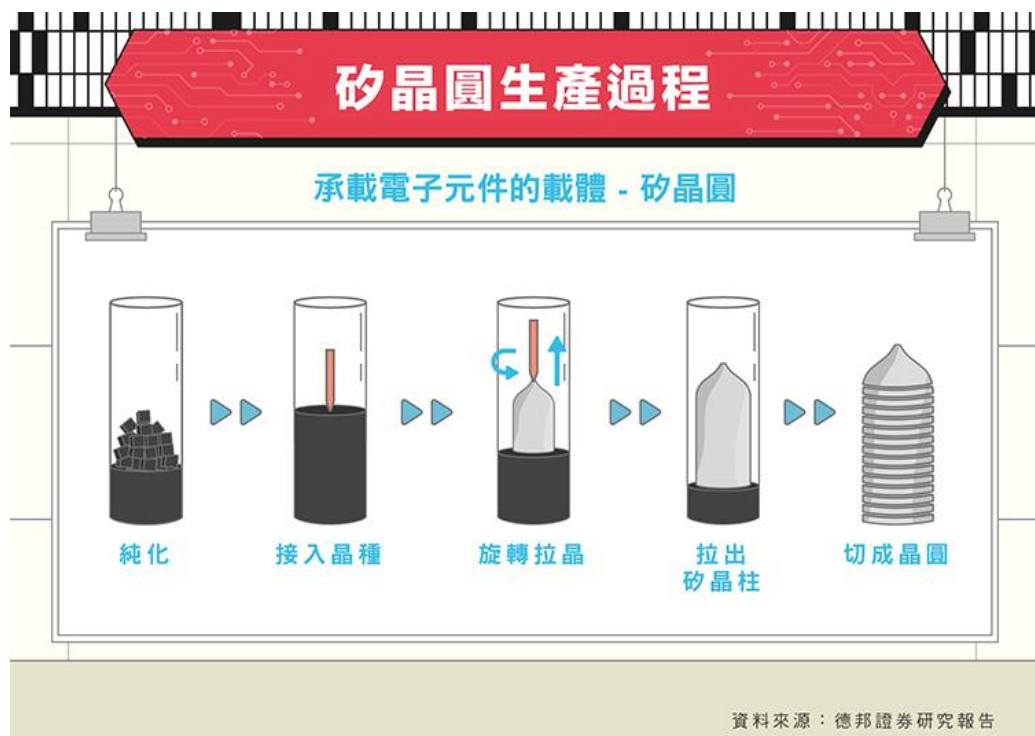 矽晶圓生產過程
承載電子元件的載體 - 矽晶圓
純化
接入晶種
旋轉拉晶
拉出
矽晶柱
切成晶圓
資料來源：德邦證券研究報告